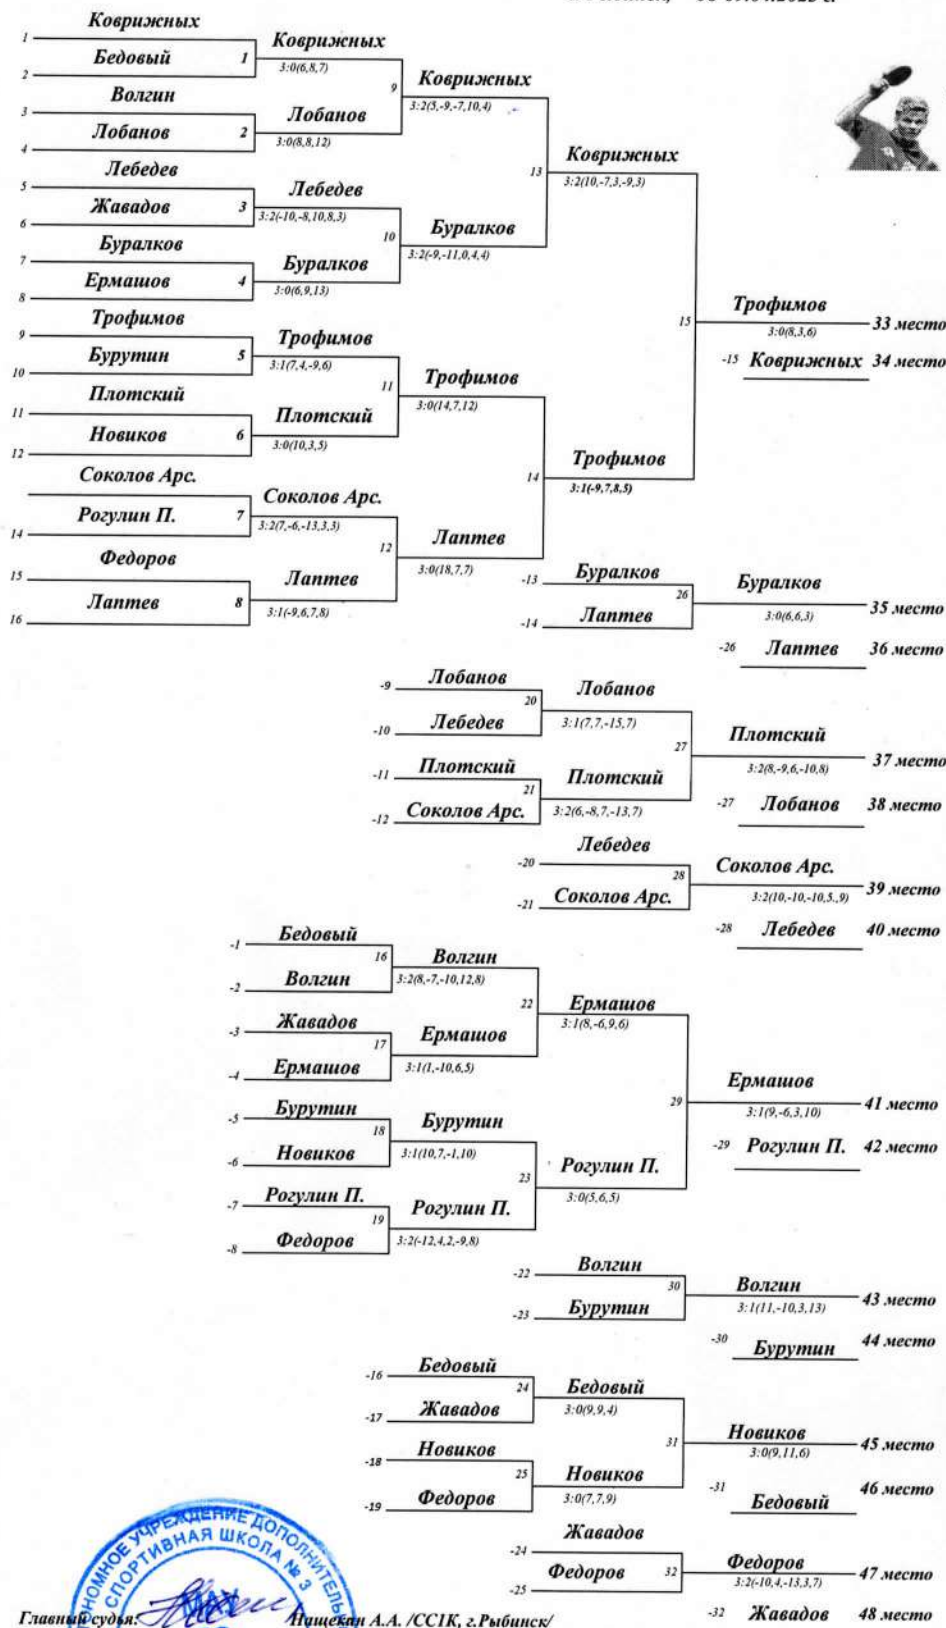 Коврижных
1
Бедовый 1
2
Коврижных
3:0(6,8,7)
Волгин
3
Лобанов 2
4
Лобанов
3:0(8,8,12)
9
Коврижных
3:2(5,-9,-7,10,4)
Лебедев
5
Жавадов 3
6
Лебедев
3:2(-10,-8,10,8,3)
Буралков
7
Ермашов 4
8
Буралков
3:0(6,9,13)
10
Буралков
3:2(-9,-11,0,4,4)
13
Коврижных
3:2(10,-7,3,-9,3)
Трофимов
9
Бурутин 5
10
Трофимов
3:1(7,4,-9,6)
Плотский
11
Новиков 6
12
Плотский
3:0(10,3,5)
11
Трофимов
3:0(14,7,12)
Соколов Арс.
Рогулин П. 7
14
Соколов Арс.
3:2(7,-6,-13,3,3)
Федоров
15
Лаптев 8
16
Лаптев
3:1(-9,6,7,8)
12
Лаптев
3:0(18,7,7)
14
Трофимов
3:1(-9,7,8,5)
15
Трофимов
3:0(8,3,6)
33 место
-15 Коврижных 34 место
-13 Буралков
26
-14 Лаптев
Буралков
3:0(6,6,3)
35 место
-26 Лаптев 36 место
-9 Лобанов
20
-10 Лебедев
Лобанов
3:1(7,7,-15,7)
-11 Плотский
21
-12 Соколов Арс.
Плотский
3:2(6,-8,7,-13,7)
27
Плотский
3:2(8,-9,6,-10,8)
37 место
-27 Лобанов 38 место
Лебедев
-20
28
-21 Соколов Арс.
Соколов Арс.
3:2(10,-10,-10,5.,9)
39 место
-28 Лебедев 40 место
-1 Бедовый
16
-2 Волгин
Волгин
3:2(8,-7,-10,12,8)
-3 Жавадов
17
-4 Ермашов
Ермашов
3:1(1,-10,6,5)
22
Ермашов
3:1(8,-6,9,6)
-5 Бурутин
18
-6 Новиков
Бурутин
3:1(10,7,-1,10)
-7 Рогулин П.
19
-8 Федоров
Рогулин П.
3:2(-12,4,2,-9,8)
23
Рогулин П.
3:0(5,6,5)
29
Ермашов
3:1(9,-6,3,10)
41 место
-29 Рогулин П. 42 место
-22 Волгин
30
-23 Бурутин
Волгин
3:1(11,-10,3,13)
43 место
-30 Бурутин 44 место
-16 Бедовый
24
-17 Жавадов
Бедовый
3:0(9,9,4)
-18 Новиков
25
-19 Федоров
Новиков
3:0(7,7,9)
31
Новиков
3:0(9,11,6)
45 место
-31 Бедовый 46 место
Жавадов
-24
Федоров 32
-25
Федоров
3:2(-10,4,-13,3,7)
47 место
-32 Жавадов 48 место
УЧРЕЖДЕНИЕ
СПОРТИВНАЯ ШКОЛА № 3
Главный судья: Пащекан А.А. /СС1К, г.Рыбинск/